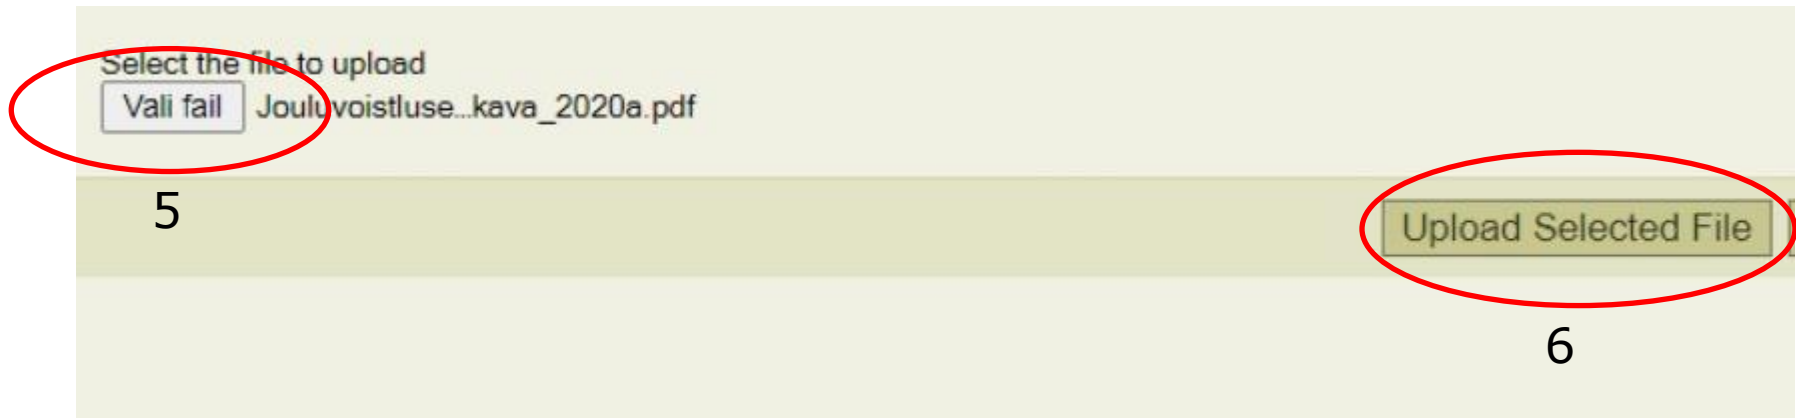 Select the file to upload
Vali fail Jouluvoistluse...kava_2020a.pdf
5
Upload Selected File
6